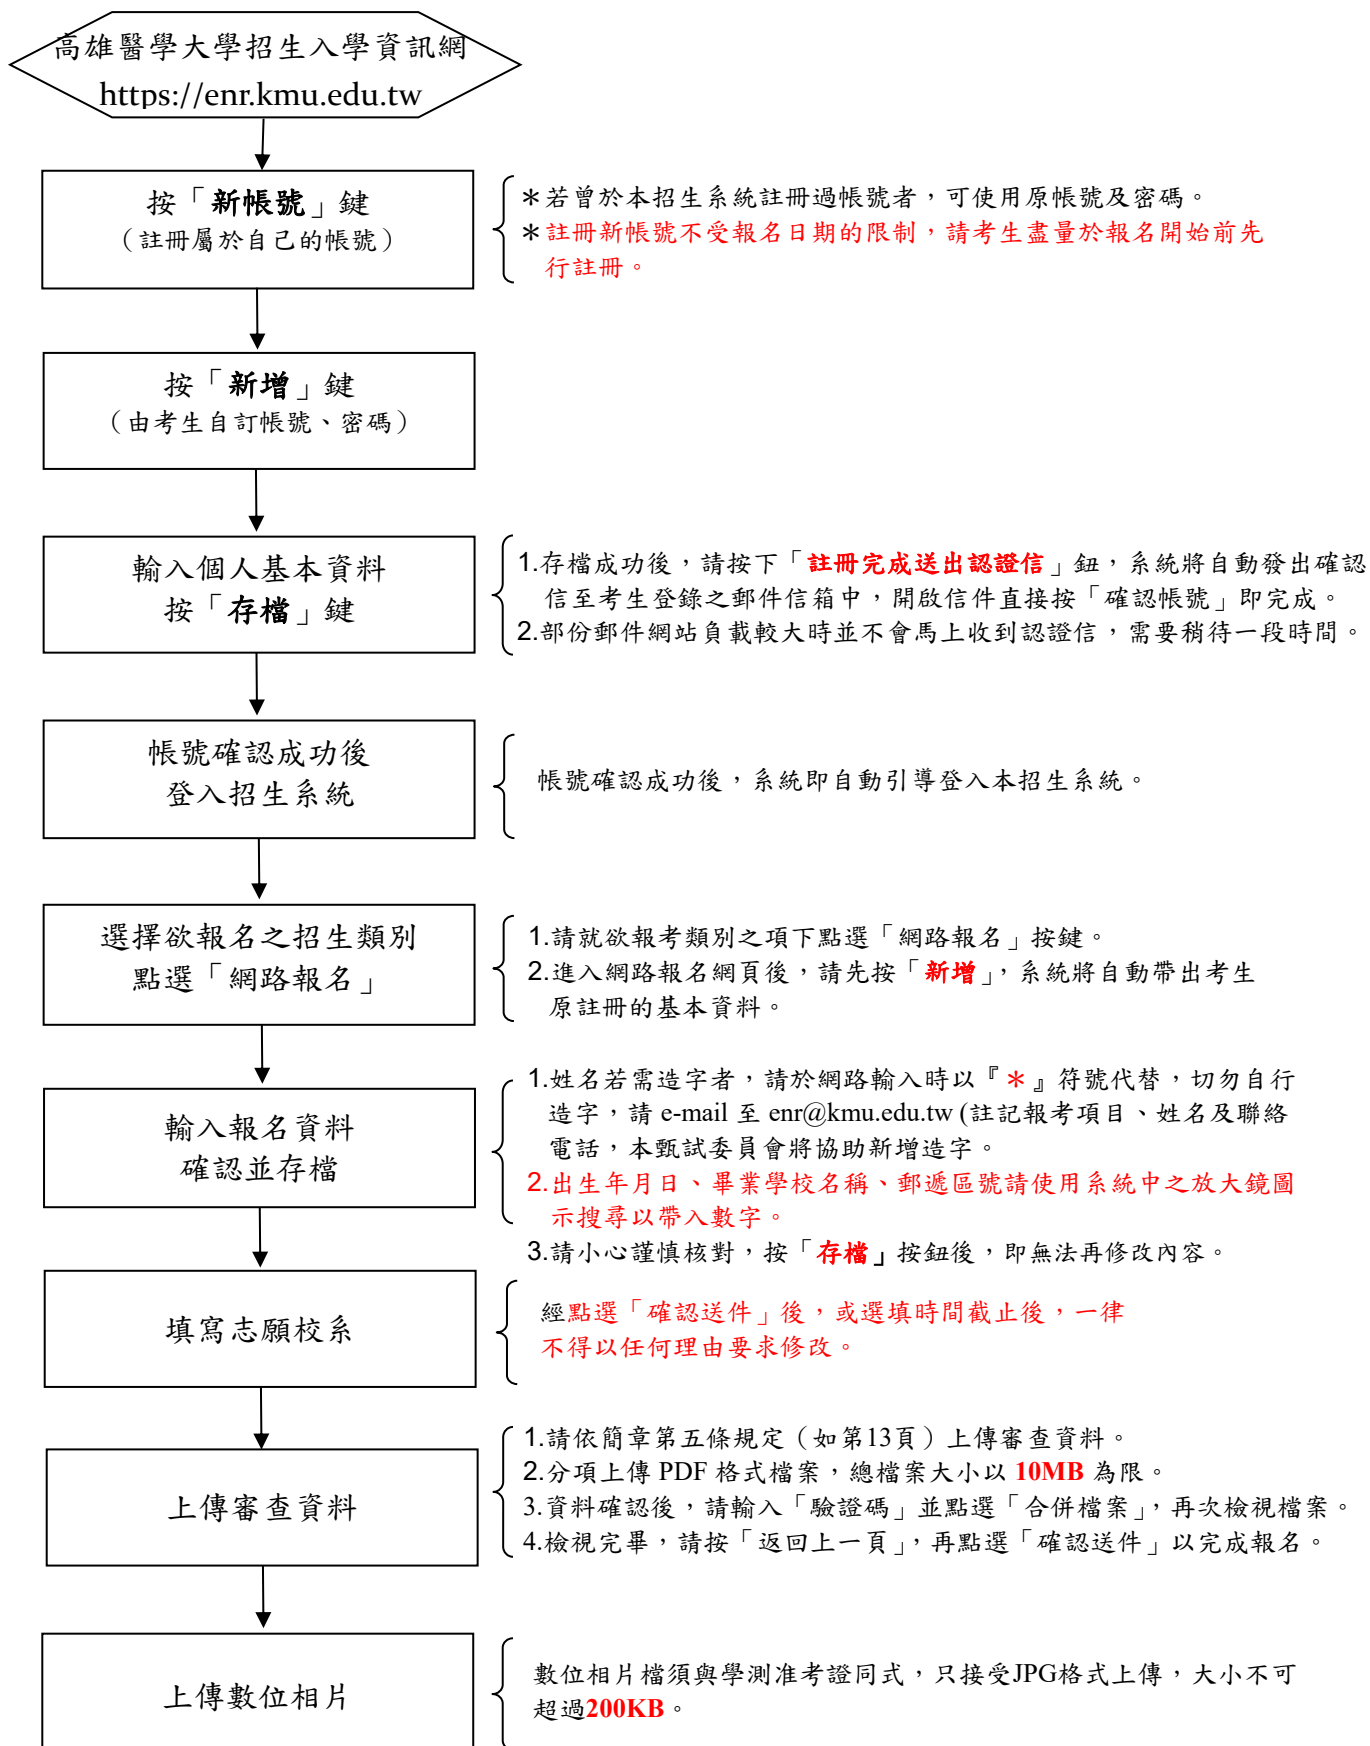 高雄醫學大學招生入學資訊網
https://enr.kmu.edu.tw
按「新帳號」鍵
（註冊屬於自己的帳號）
＊若曾於本招生系統註冊過帳號者，可使用原帳號及密碼。
＊註冊新帳號不受報名日期的限制，請考生盡量於報名開始前先
行註冊。
按「新增」鍵
（由考生自訂帳號、密碼）
輸入個人基本資料
按「存檔」鍵
1.存檔成功後，請按下「註冊完成送出認證信」鈕，系統將自動發出確認
信至考生登錄之郵件信箱中，開啟信件直接按「確認帳號」即完成。
2.部份郵件網站負載較大時並不會馬上收到認證信，需要稍待一段時間。
帳號確認成功後
登入招生系統
帳號確認成功後，系統即自動引導登入本招生系統。
選擇欲報名之招生類別
點選「網路報名」
1.請就欲報考類別之項下點選「網路報名」按鍵。
2.進入網路報名網頁後，請先按「新增」，系統將自動帶出考生
原註冊的基本資料。
輸入報名資料
確認並存檔
1.姓名若需造字者，請於網路輸入時以『＊』符號代替，切勿自行
造字，請 e-mail 至 enr@kmu.edu.tw (註記報考項目、姓名及聯絡
電話，本甄試委員會將協助新增造字。
2.出生年月日、畢業學校名稱、郵遞區號請使用系統中之放大鏡圖
示搜尋以帶入數字。
3.請小心謹慎核對，按「存檔」按鈕後，即無法再修改內容。
填寫志願校系
經點選「確認送件」後，或選填時間截止後，一律
不得以任何理由要求修改。
上傳審查資料
1.請依簡章第五條規定（如第13頁）上傳審查資料。
2.分項上傳 PDF 格式檔案，總檔案大小以 10MB 為限。
3.資料確認後，請輸入「驗證碼」並點選「合併檔案」，再次檢視檔案。
4.檢視完畢，請按「返回上一頁」，再點選「確認送件」以完成報名。
上傳數位相片
數位相片檔須與學測准考證同式，只接受JPG格式上傳，大小不可
超過200KB。